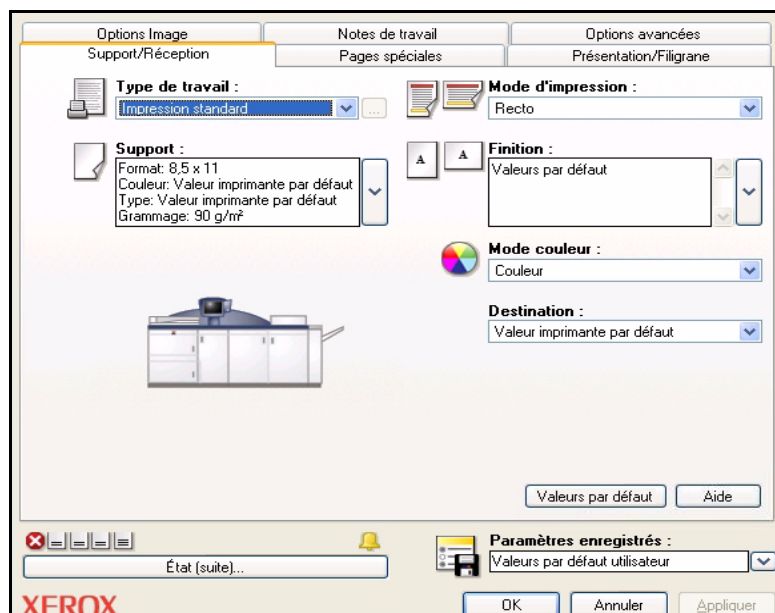 Options Image
Notes de travail
Options avancées
Support/Réception
Pages spéciales
Présentation/Filigrane
Type de travail :
Impression standard
...
Mode d'impression :
Recto
Support :
Format: 8,5 x 11
Couleur: Valeur imprimante par défaut
Type: Valeur imprimante par défaut
Grammage: 90 g/m²
A
A
Finition :
Valeurs par défaut
Mode couleur :
Couleur
Destination :
Valeur imprimante par défaut
Valeurs par défaut
Aide
État (suite)...
Paramètres enregistrés :
Valeurs par défaut utilisateur
XEROX
OK
Annuler
Appliquer